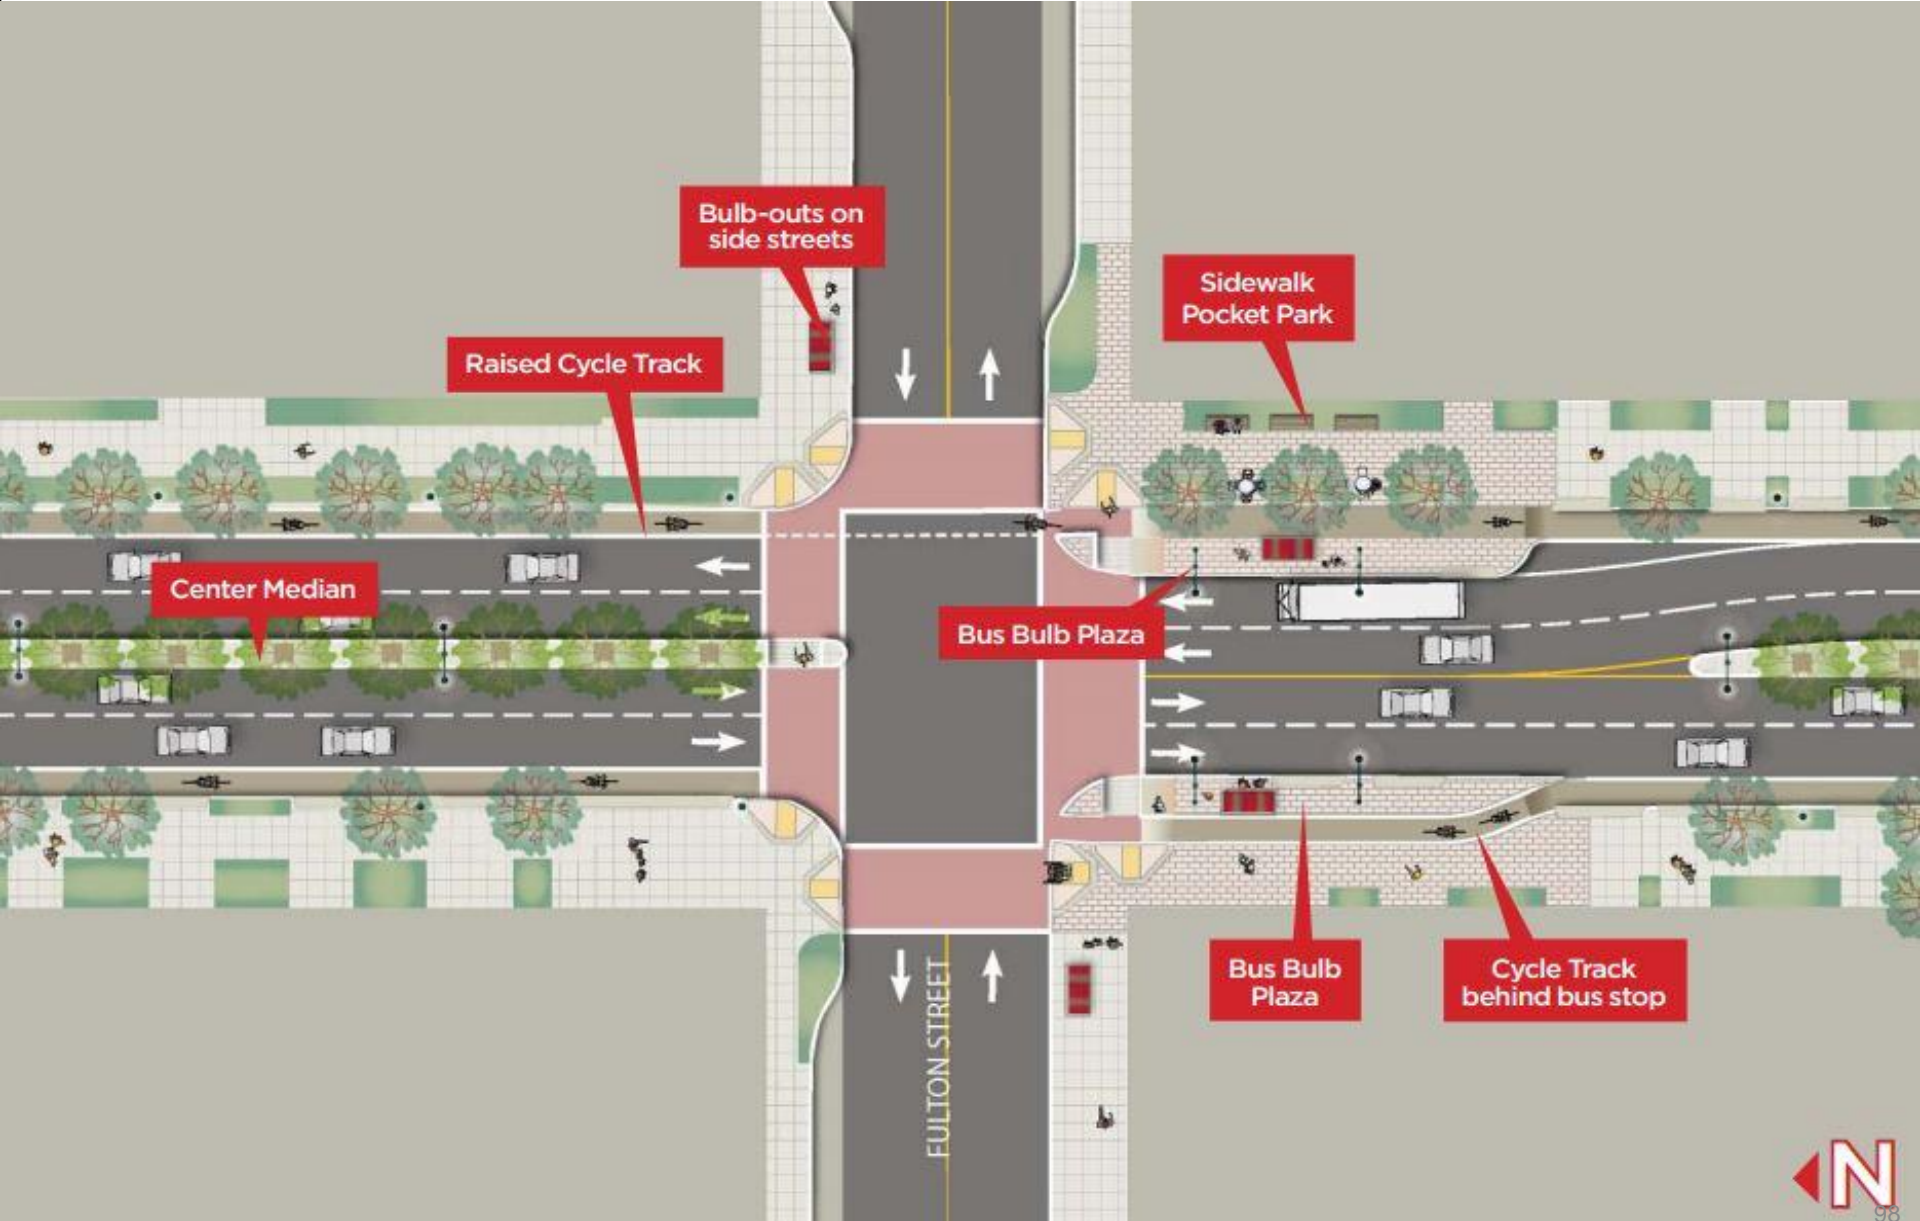 Bulb-outs on
side streets
Sidewalk
Pocket Park
Raised Cycle Track
Center Median
Bus Bulb Plaza
Bus Bulb
Plaza
Cycle Track
behind bus stop
FULTON STREET
N
98